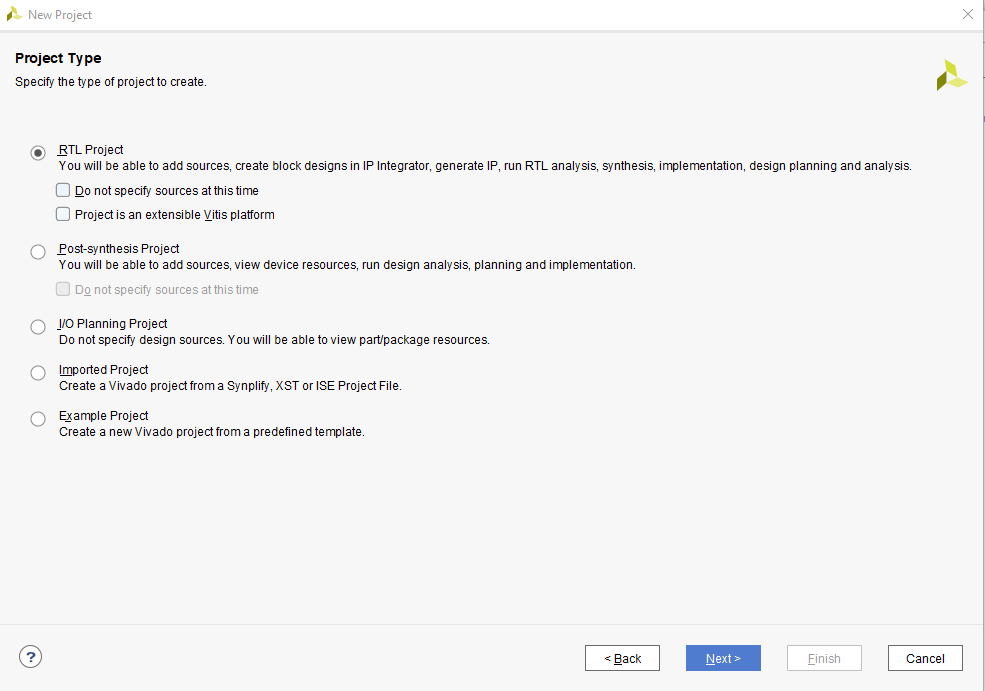 New Project
Project Type
Specify the type of project to create.
RTL Project
You will be able to add sources, create block designs in IP Integrator, generate IP, run RTL analysis, synthesis, implementation, design planning and analysis.
Do not specify sources at this time
Project is an extensible Vitis platform
Post-synthesis Project
You will be able to add sources, view device resources, run design analysis, planning and implementation.
Do not specify sources at this time
I/O Planning Project
Do not specify design sources. You will be able to view part/package resources.
Imported Project
Create a Vivado project from a Synplify, XST or ISE Project File.
Example Project
Create a new Vivado project from a predefined template.
?
< Back
Next >
Finish
Cancel